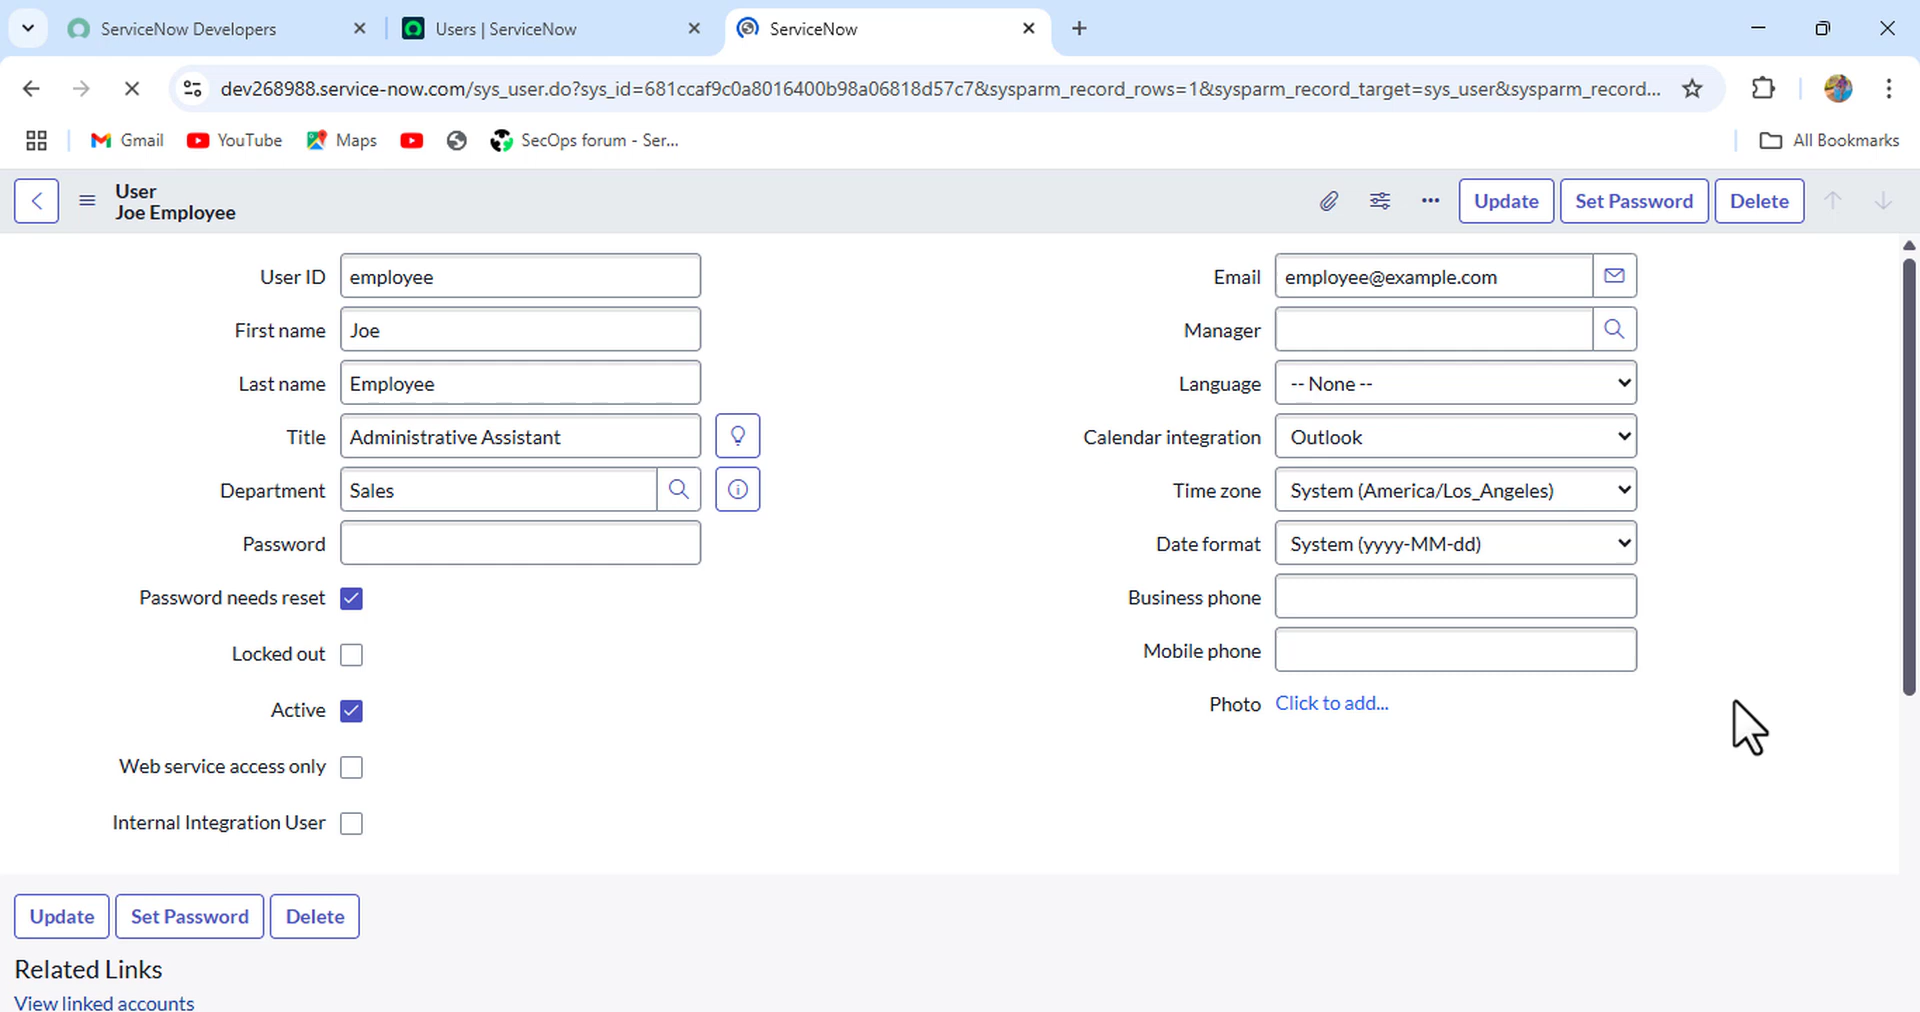 ServiceNow Developers
Users | ServiceNow
ServiceNow
dev268988.service-now.com/sys_user.do?sys_id=681ccaf9c0a8016400b98a06818d57c7&sysparm_record_rows=1&sysparm_record_target=sys_user&sysparm_record...
Gmail
YouTube
Maps
SecOps forum - Ser...
All Bookmarks
User
Joe Employee
Update
Set Password
Delete
User ID employee
Email employee@example.com
First name Joe
Manager
Last name Employee
Language -- None --
Title Administrative Assistant
Calendar integration Outlook
Department Sales
Time zone System (America/Los_Angeles)
Password
Date format System (yyyy-MM-dd)
Password needs reset
Business phone
Locked out
Mobile phone
Active
Photo Click to add...
Web service access only
Internal Integration User
Update
Set Password
Delete
Related Links
View linked accounts